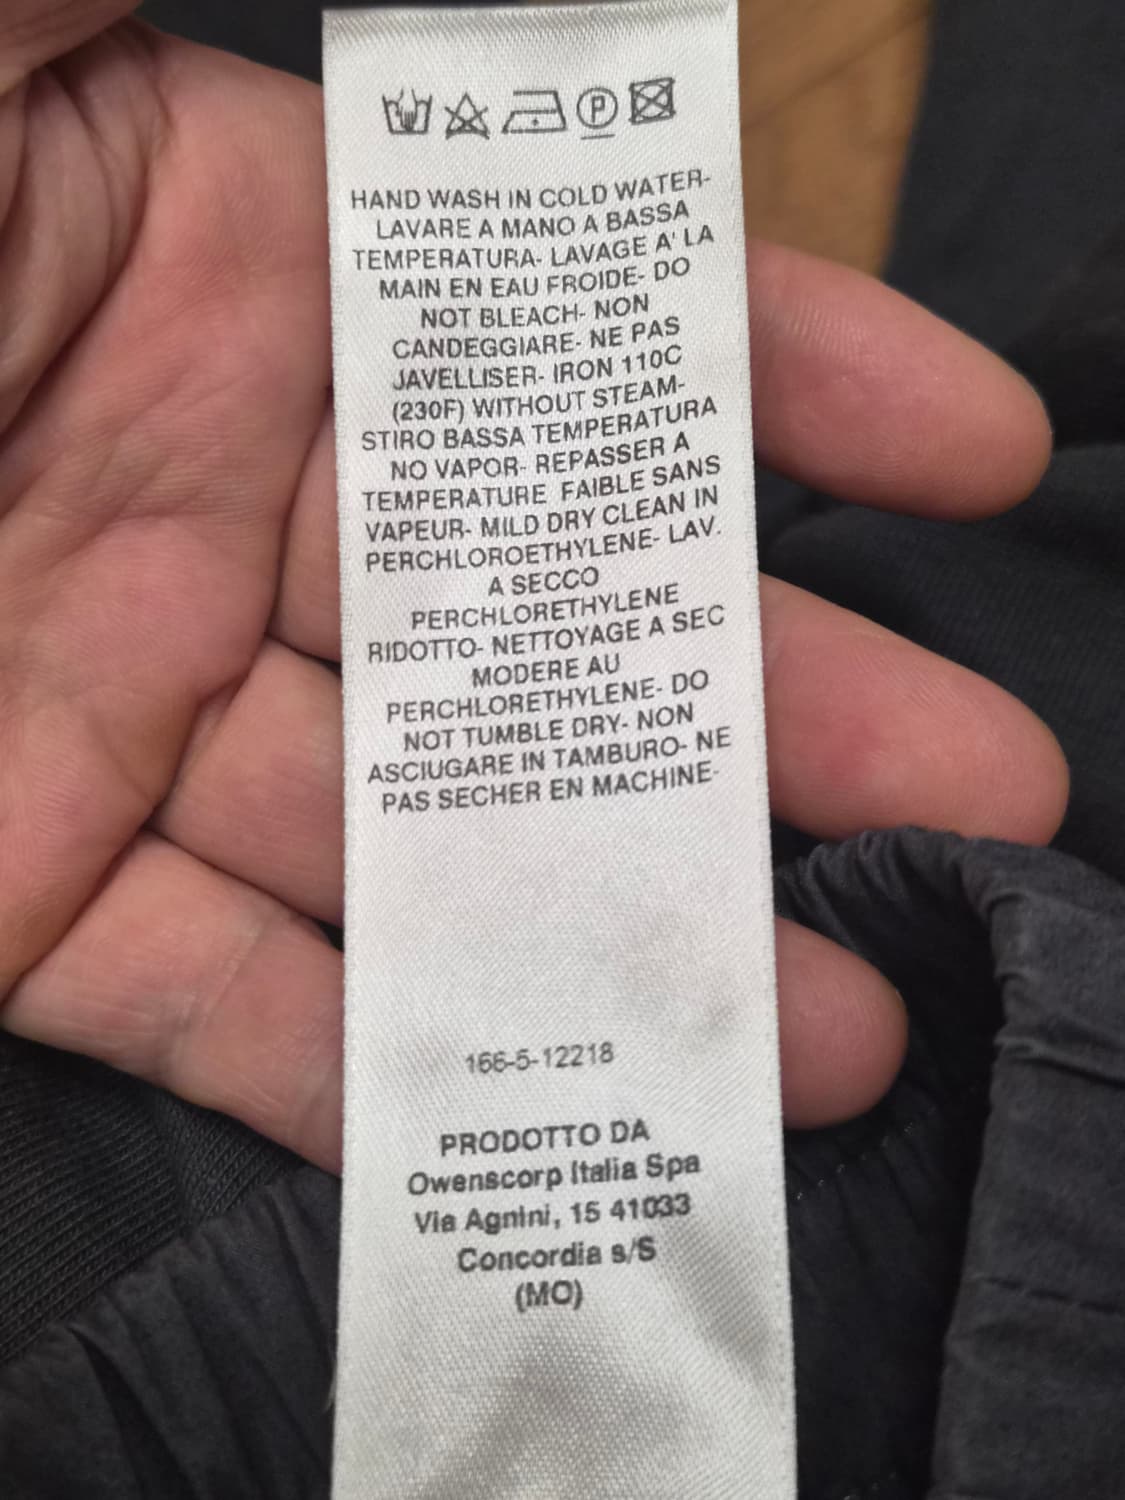 HAND WASH IN COLD WATER-
LAVARE A MANO A BASSA
TEMPERATURA- LAVAGE A' LA
MAIN EN EAU FROIDE- DO
NOT BLEACH- NON
CANDEGGIARE- NE PAS
JAVELLISER- IRON 110C
(230F) WITHOUT STEAM-
STIRO BASSA TEMPERATURA
NO VAPOR- REPASSER A
TEMPERATURE FAIBLE SANS
VAPEUR- MILD DRY CLEAN IN
PERCHLOROETHYLENE- LAV.
A SECCO
PERCHLORETHYLENE
RIDOTTO- NETTOYAGE A SEC
MODERE AU
PERCHLORETHYLENE- DO
NOT TUMBLE DRY- NON
ASCIUGARE IN TAMBURO- NE
PAS SECHER EN MACHINE-
166-5-12218
PRODOTTO DA
Owenscorp Italia Spa
Via Agnini, 15 41033
Concordia s/S
(MO)